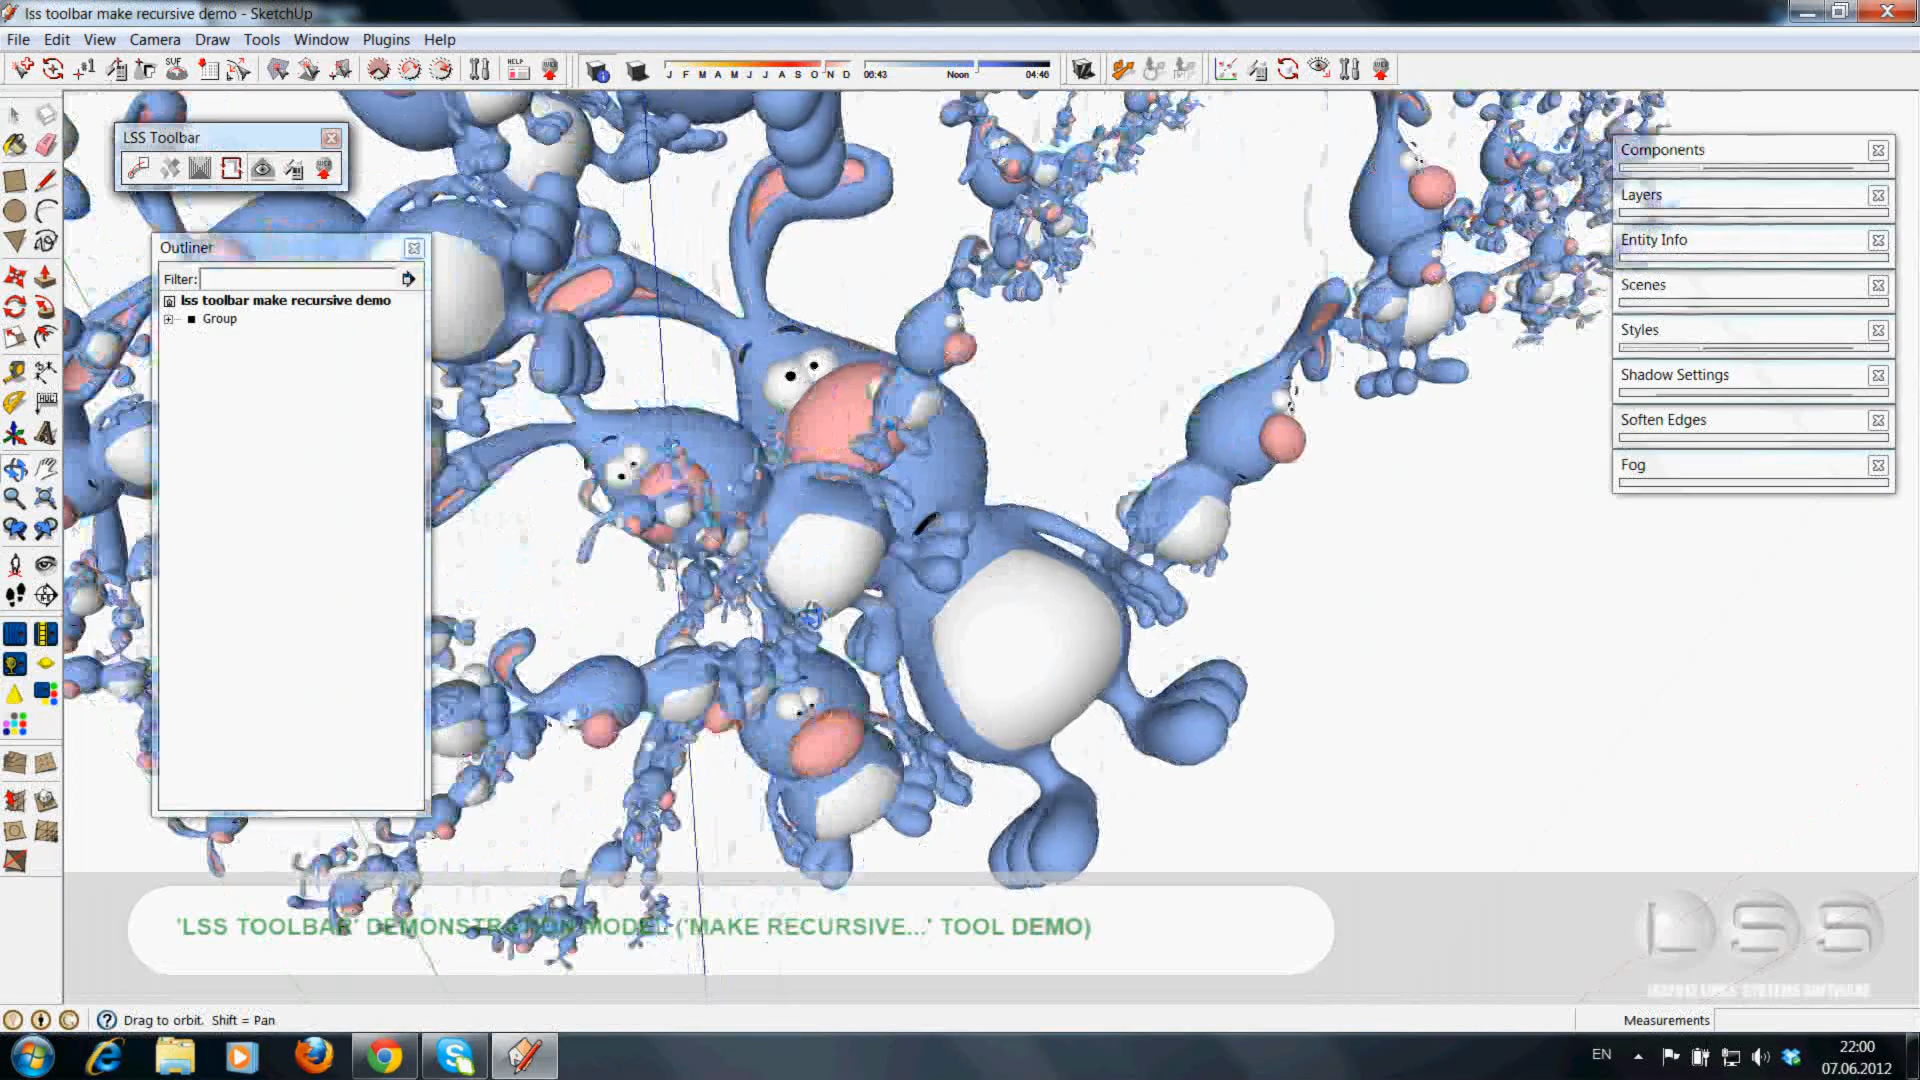 lss toolbar make recursive demo - SketchUp
File Edit View Camera Draw Tools Window Plugins Help
J F M A M J J A S O N D 06:43 Noon 04:46
LSS Toolbar
Outliner
Filter:
lss toolbar make recursive demo
Group
Components
Layers
Entity Info
Scenes
Styles
Shadow Settings
Soften Edges
Fog
'LSS TOOLBAR' DEMONSTRATION MODEL ('MAKE RECURSIVE...' TOOL DEMO)
LSS
Drag to orbit. Shift = Pan
Measurements
EN
22:00
07.06.2012